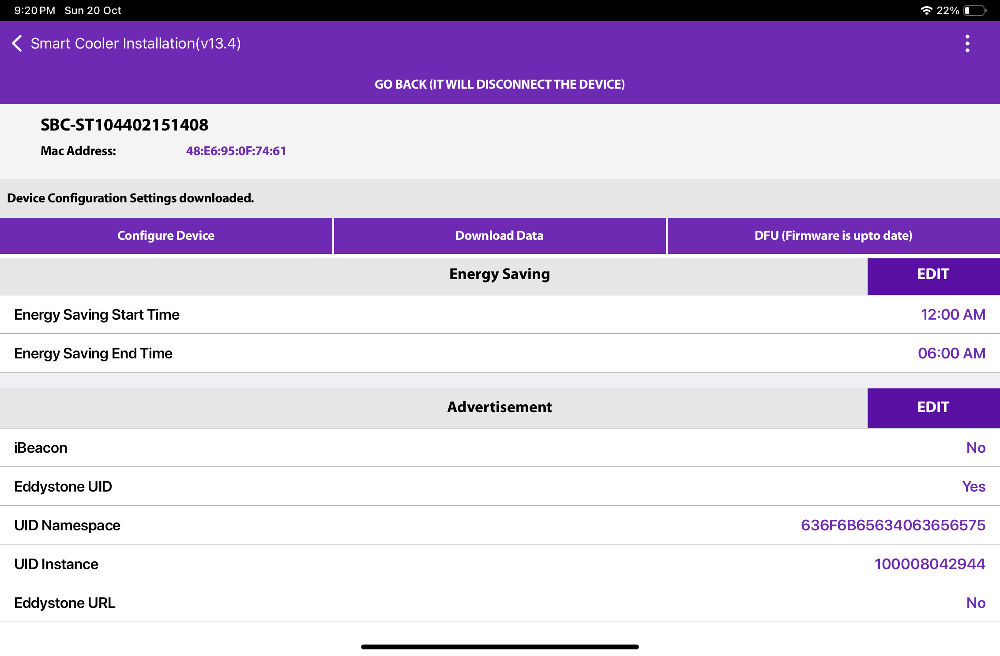 9:20 PM Sun 20 Oct 22%
Smart Cooler Installation(v13.4)
GO BACK (IT WILL DISCONNECT THE DEVICE)
SBC-ST104402151408
Mac Address: 48:E6:95:0F:74:61
Device Configuration Settings downloaded.
Configure Device Download Data DFU (Firmware is upto date)
Energy Saving EDIT
Energy Saving Start Time 12:00 AM
Energy Saving End Time 06:00 AM
Advertisement EDIT
iBeacon No
Eddystone UID Yes
UID Namespace 636F6B65634063656575
UID Instance 100008042944
Eddystone URL No